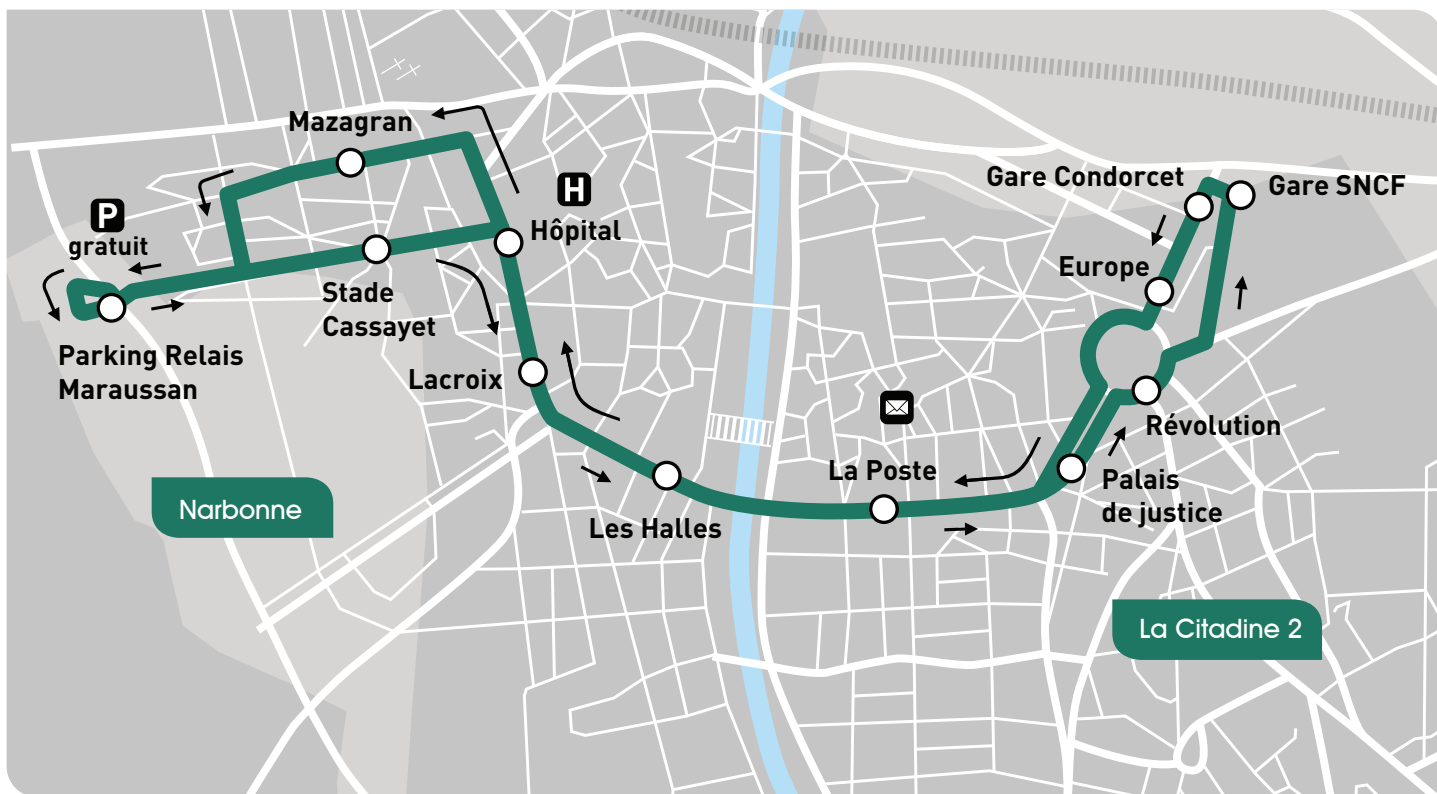 Mazagran
H
Hôpital
P
gratuit
Stade
Cassayet
Parking Relais
Maraussan
Lacroix
Narbonne
Les Halles
La Poste
Gare Condorcet
Gare SNCF
Europe
Révolution
Palais
de justice
La Citadine 2